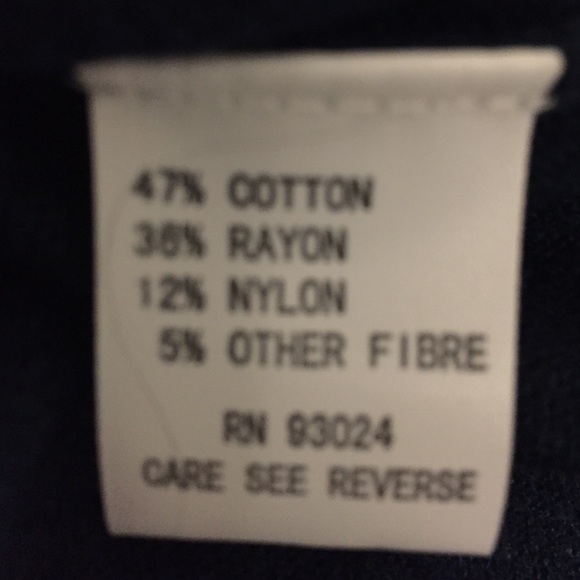 47% COTTON
36% RAYON
12% NYLON
5% OTHER FIBRE
RN 93024
CARE SEE REVERSE